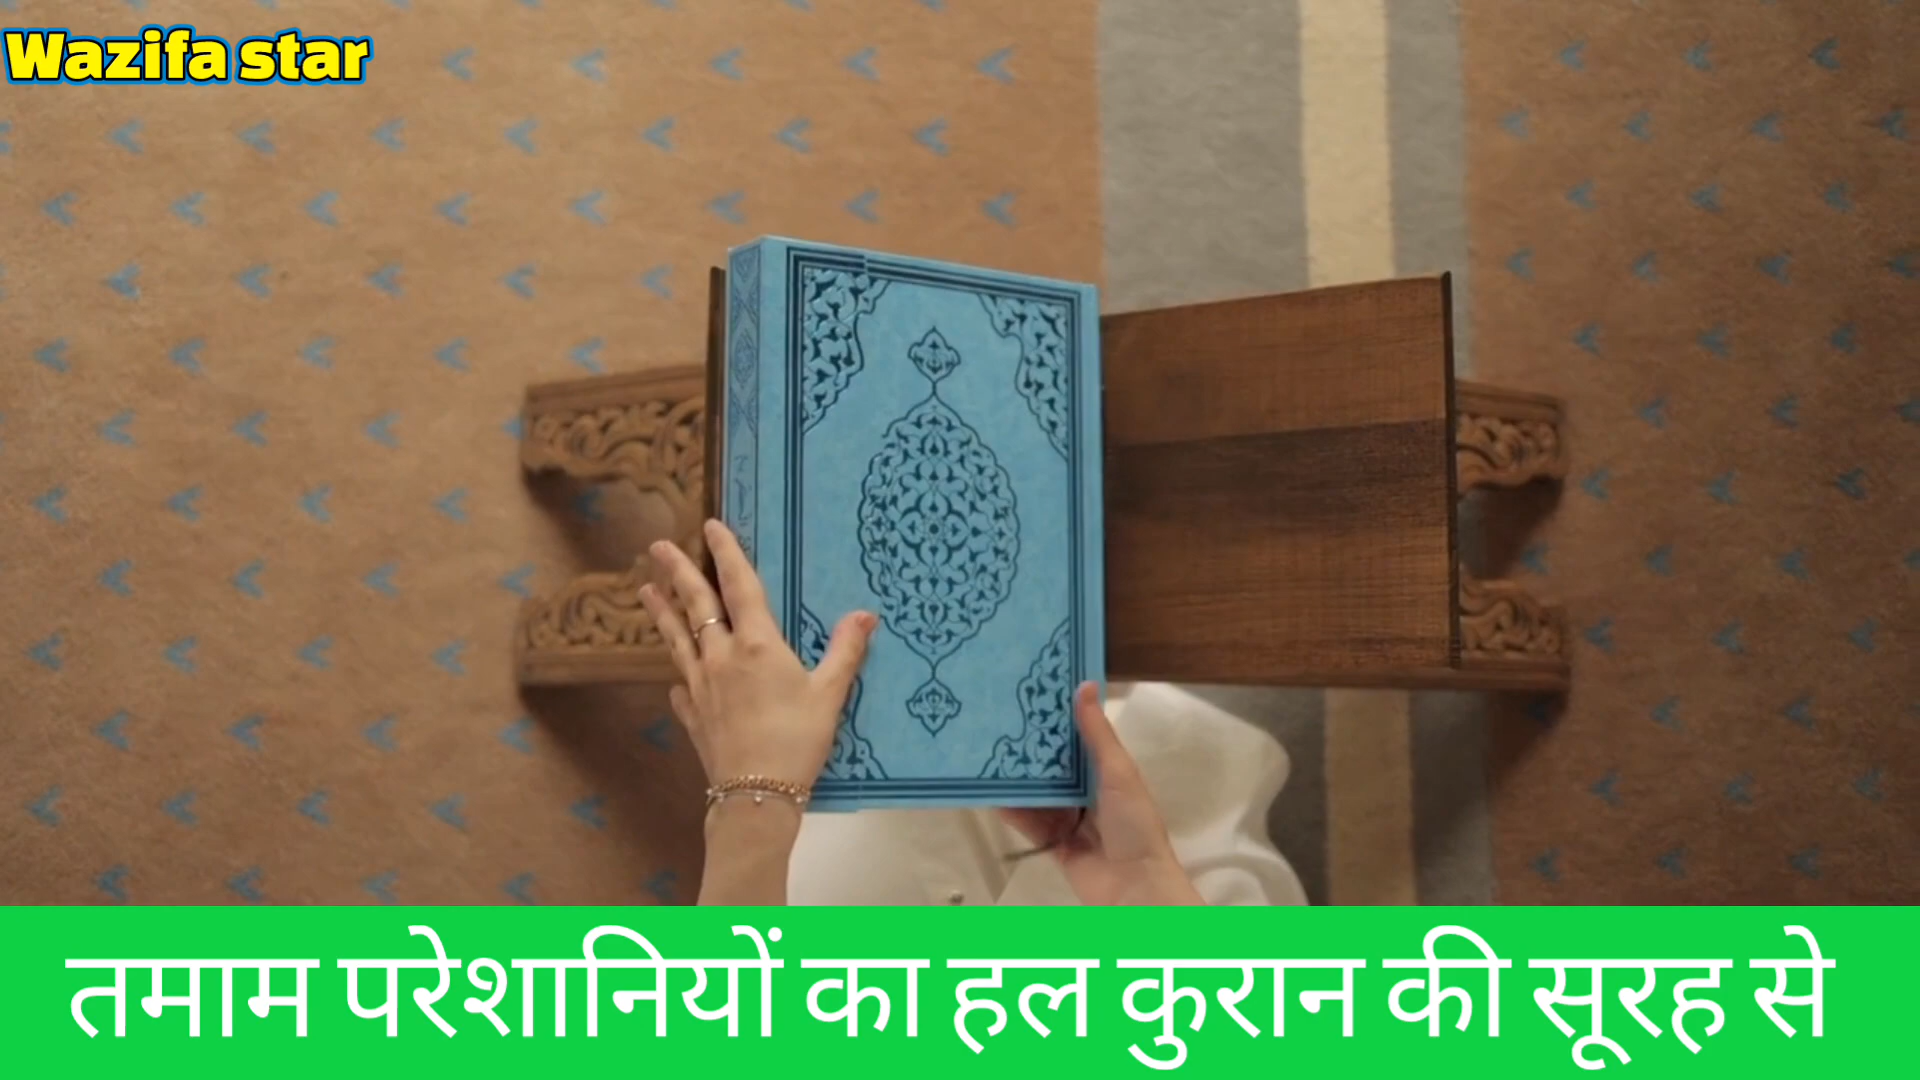 Wazifa star
तमाम परेशानियों का हल कुरान की सूरह से